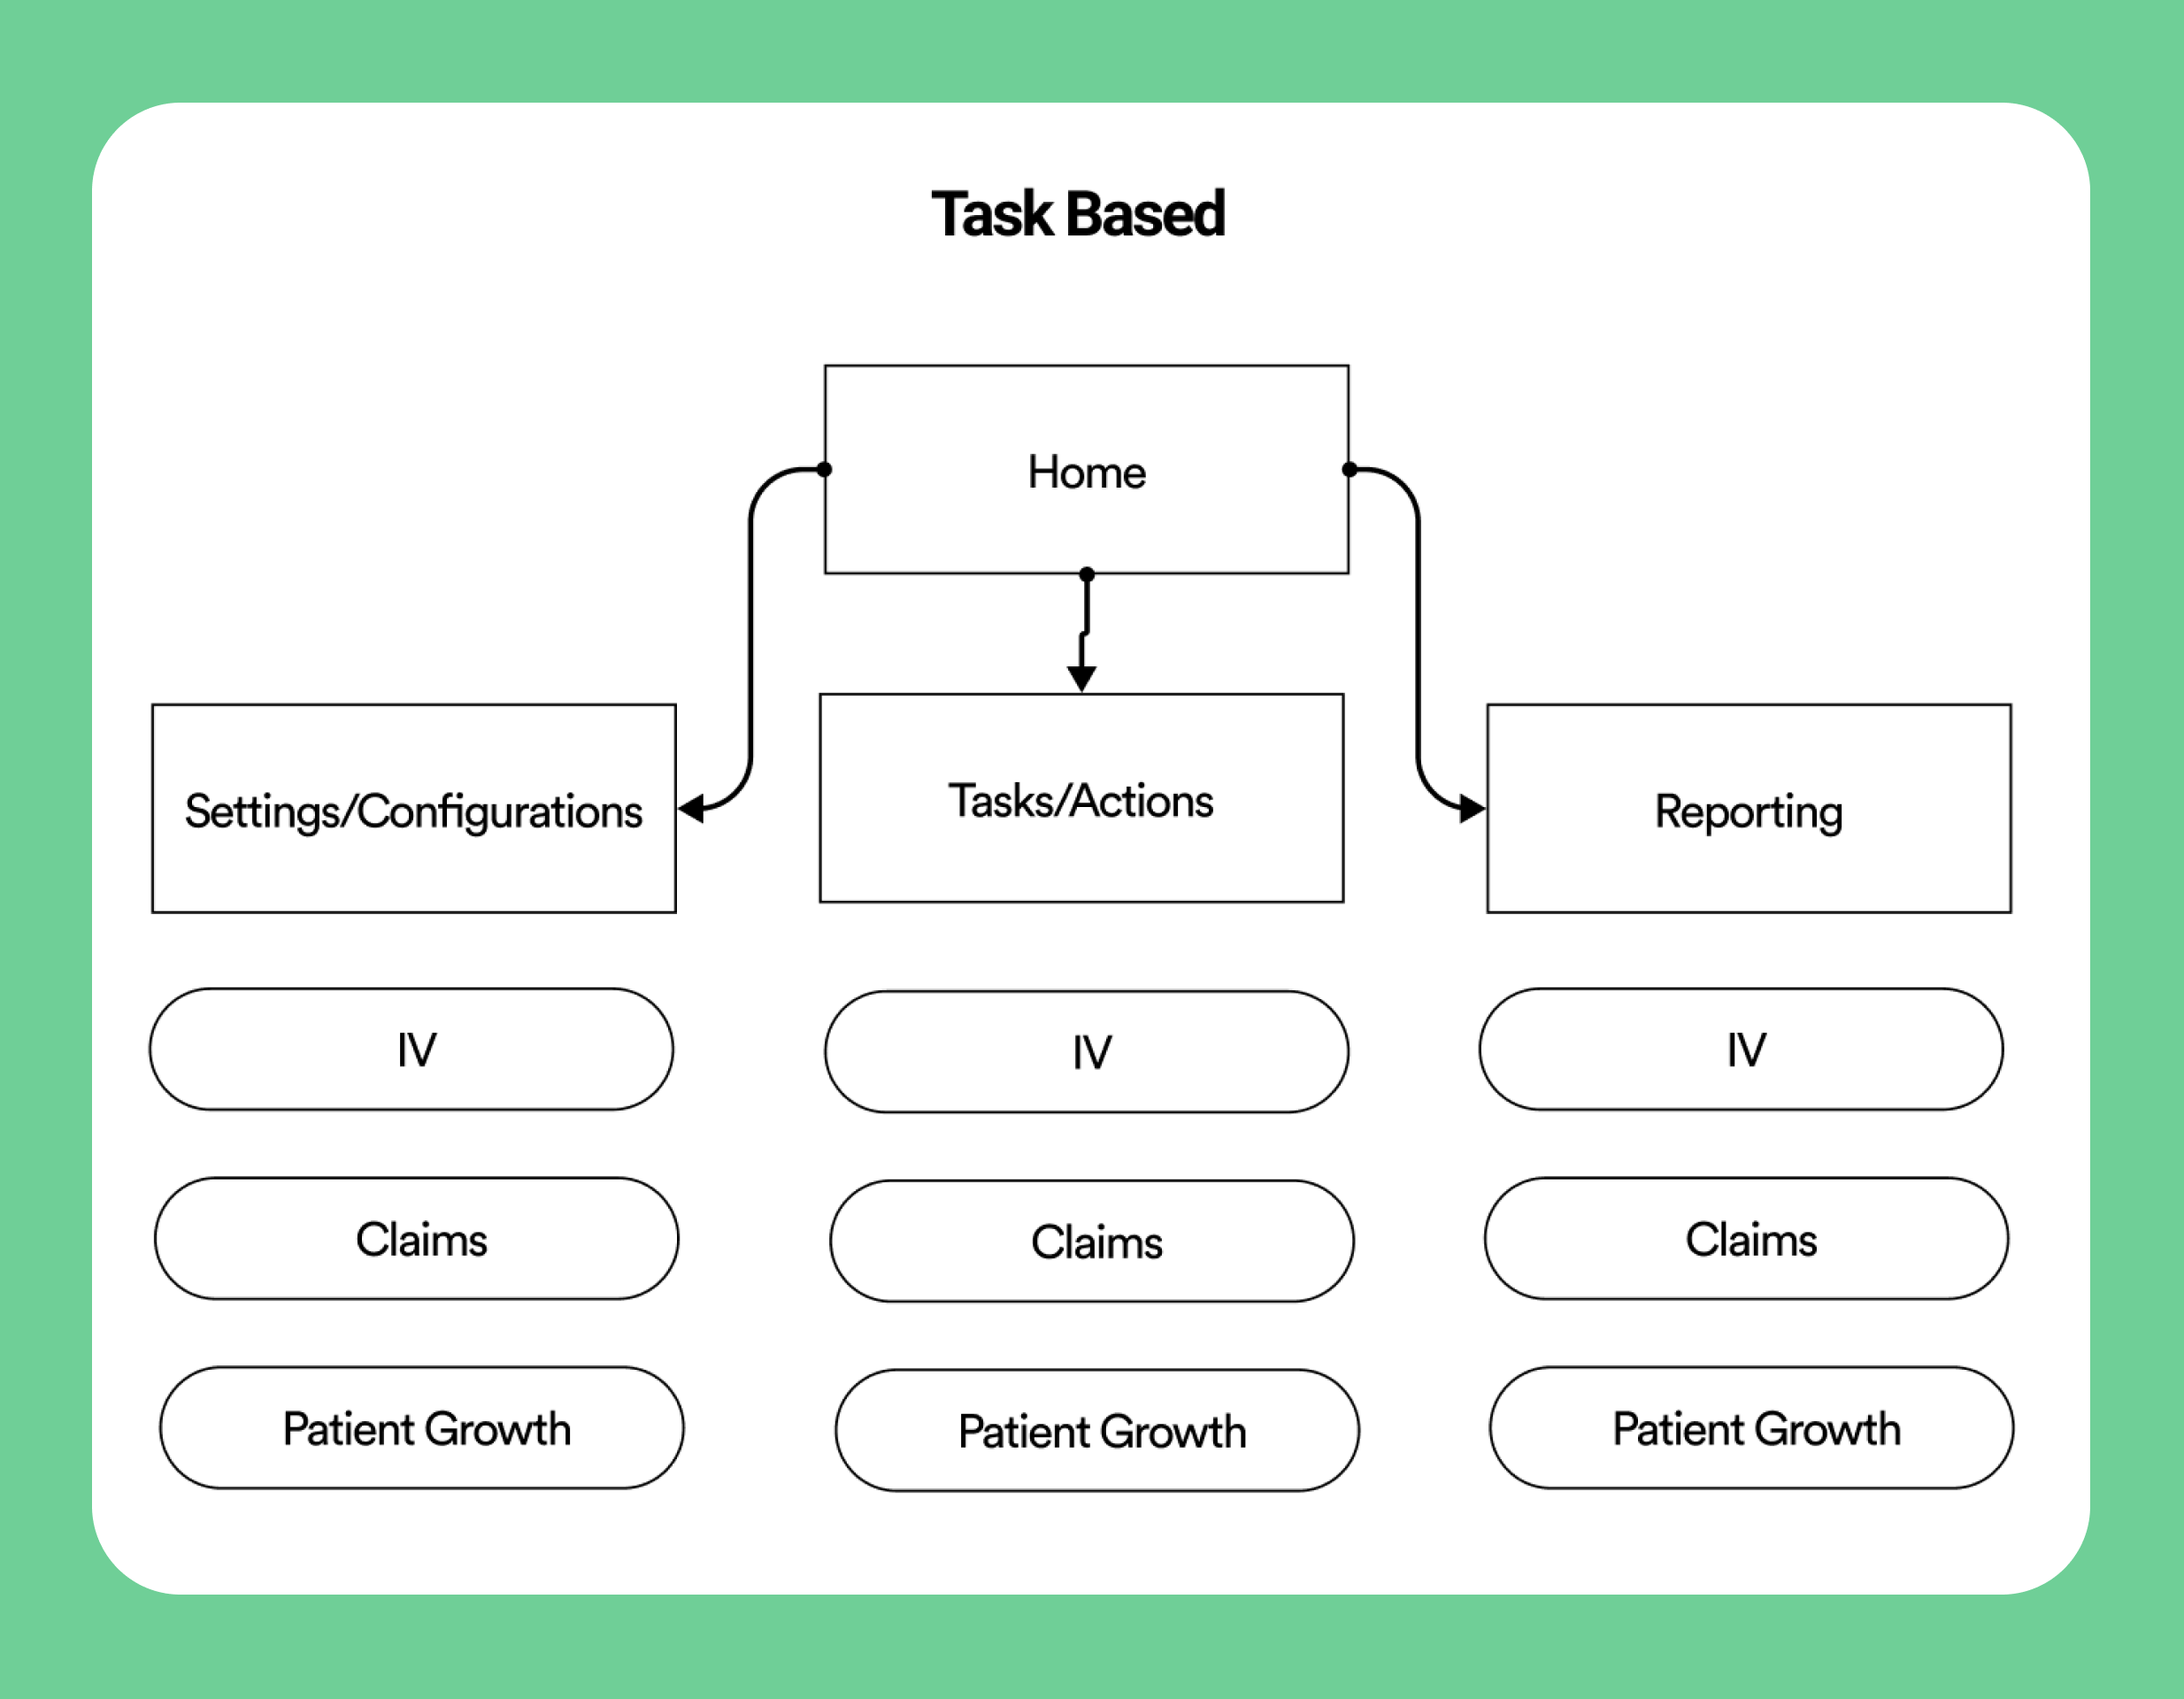 Task Based
Home
Settings/Configurations
Tasks/Actions
Reporting
IV
IV
IV
Claims
Claims
Claims
Patient Growth
Patient Growth
Patient Growth